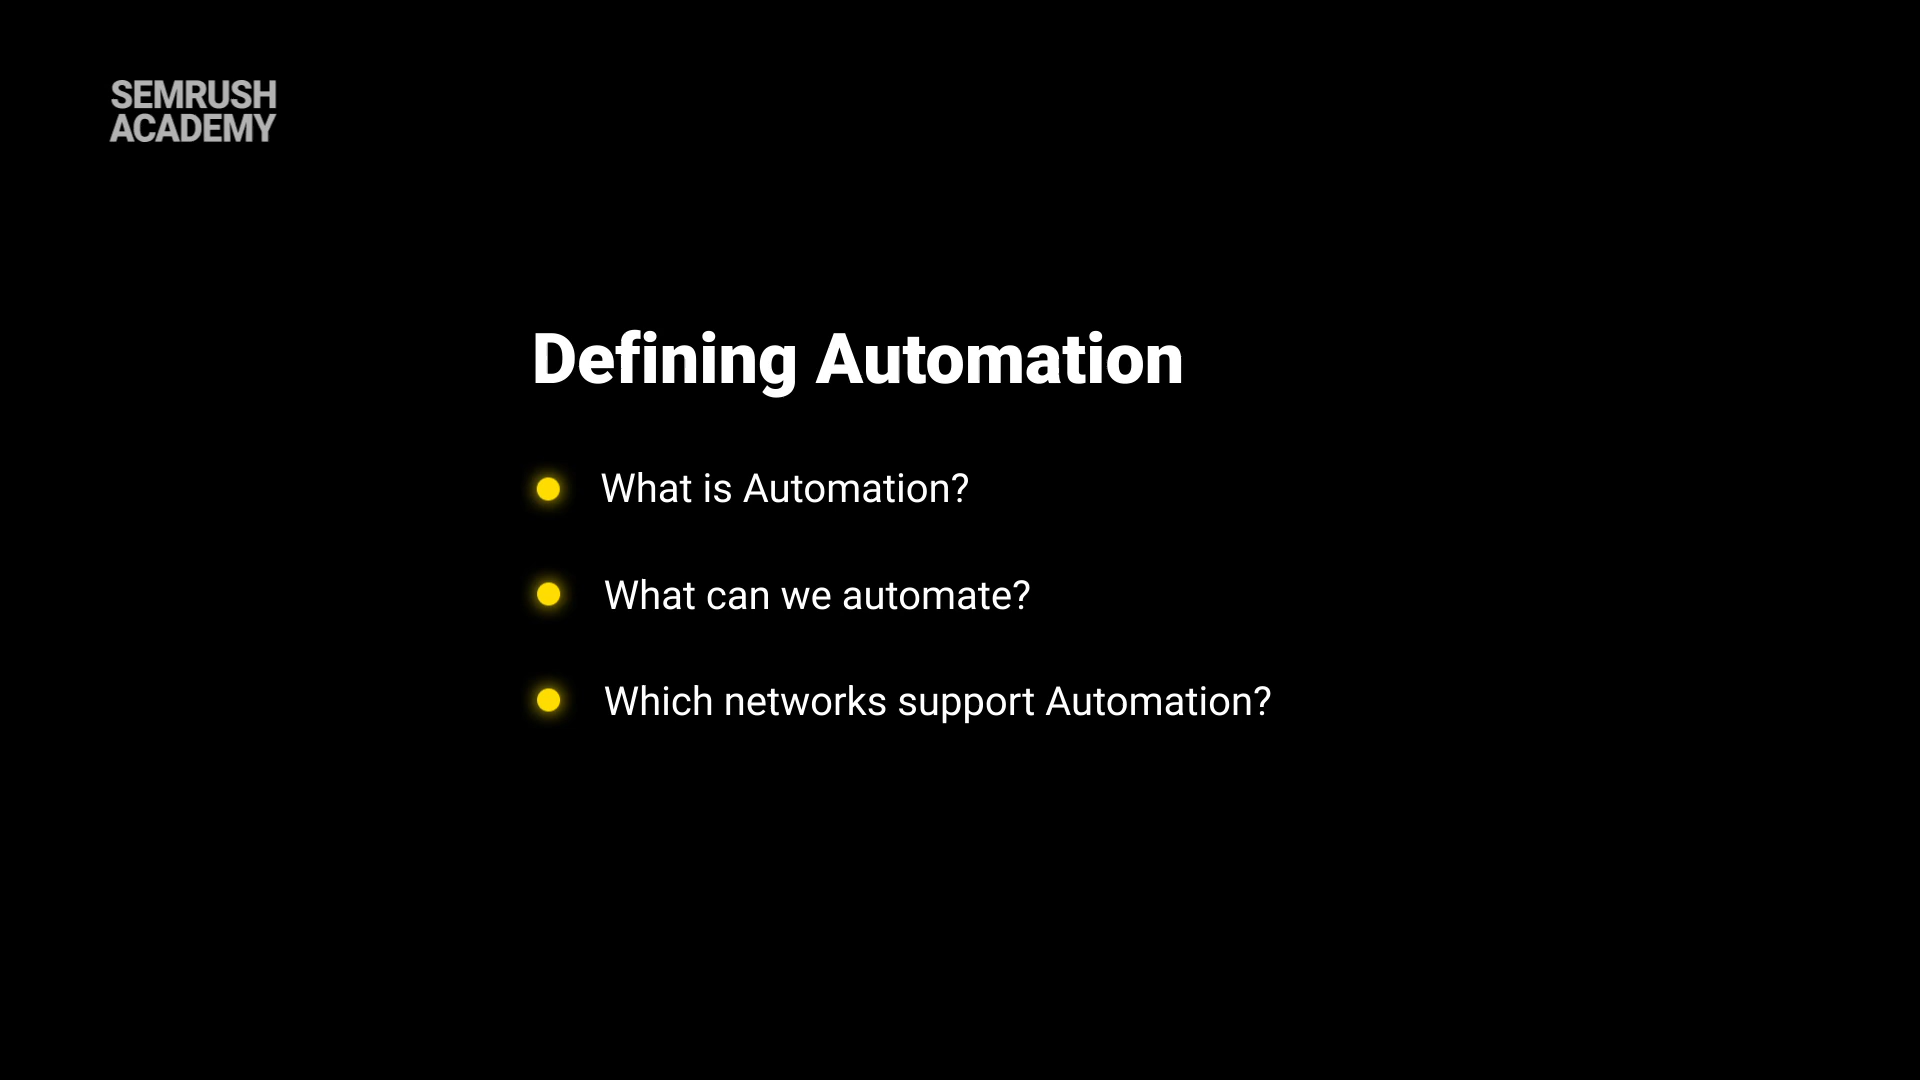 SEMRUSH
ACADEMY
Defining Automation
What is Automation?
What can we automate?
Which networks support Automation?